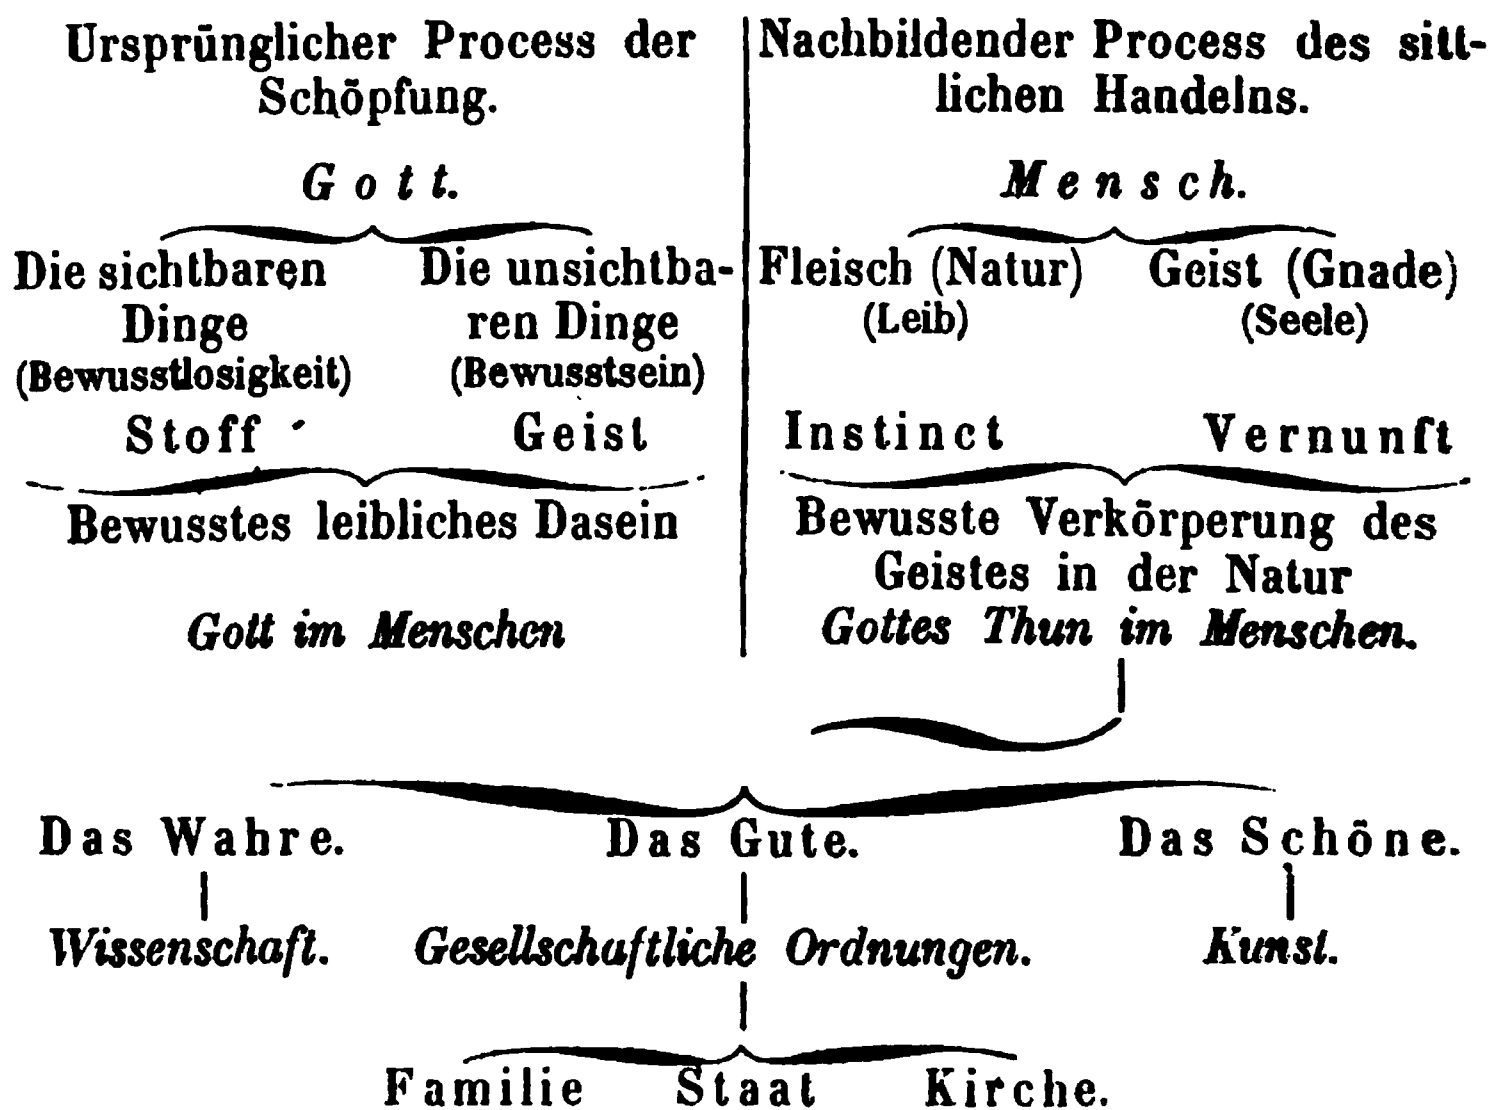 Ursprünglicher Process der
Schöpfung.
Gott.
Die sichtbaren
Dinge
(Bewusstlosigkeit)
Die unsichtba-
ren Dinge
(Bewusstsein)
Stoff
Geist
Bewusstes leibliches Dasein
Gott im Menschen
Nachbildender Process des sitt-
lichen Handelns.
Mensch.
Fleisch (Natur)
(Leib)
Geist (Gnade)
(Seele)
Instinct
Vernunft
Bewusste Verkörperung des
Geistes in der Natur
Gottes Thun im Menschen.
Das Wahre.
Das Gute.
Das Schöne.
Wissenschaft.
Gesellschaftliche Ordnungen.
Kunst.
Familie
Staat
Kirche.